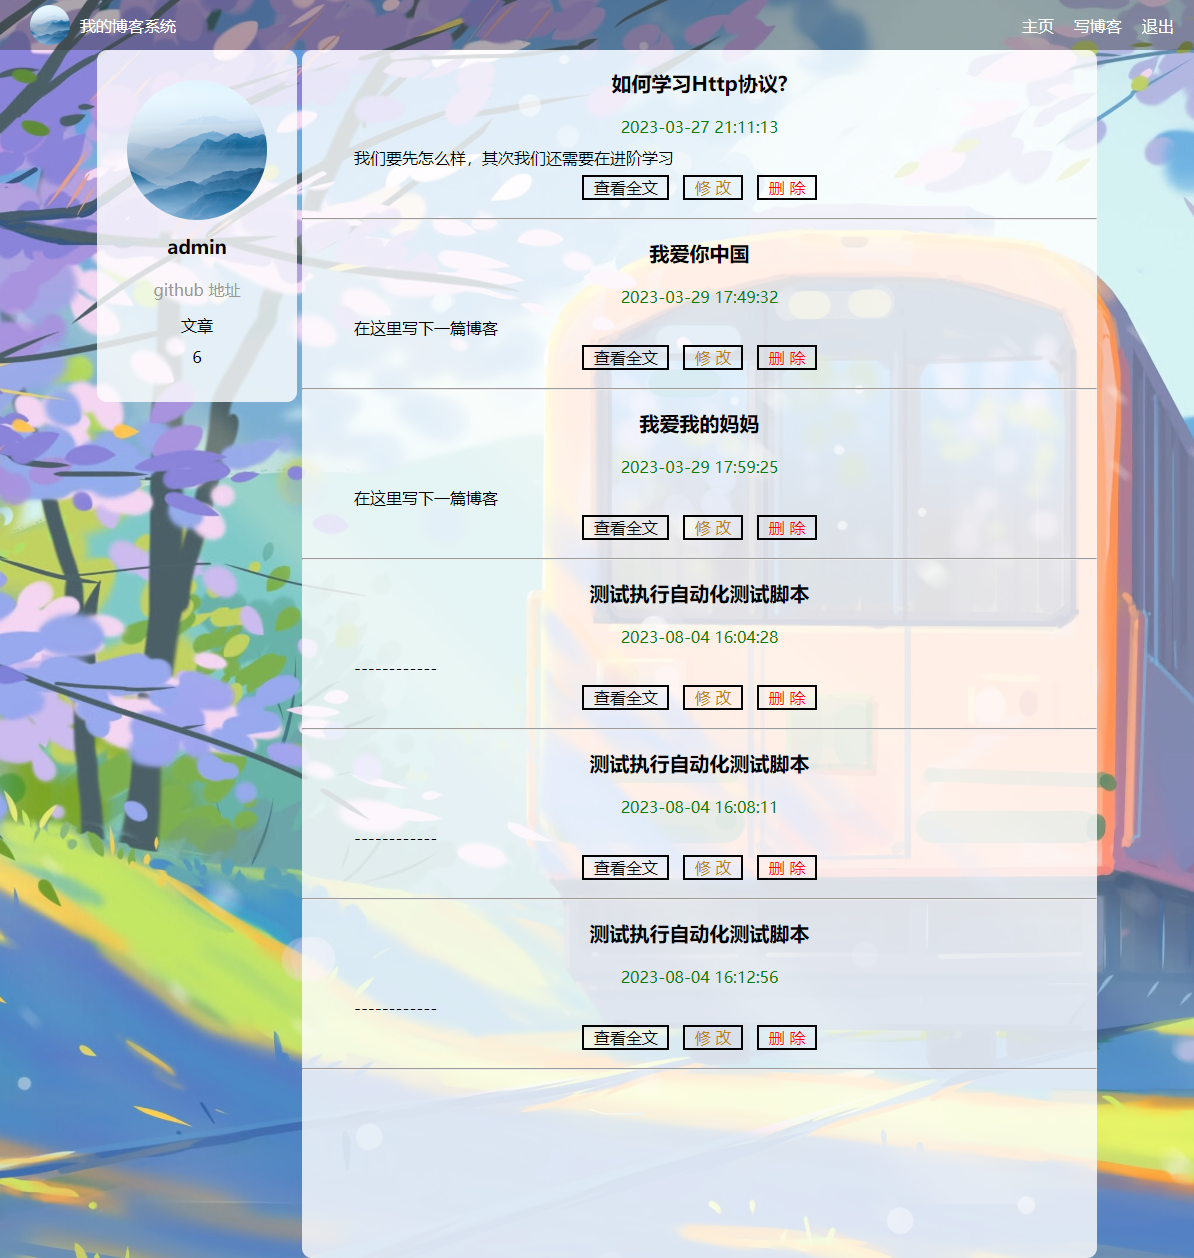 我的博客系统 主页 写博客 退出
admin
github 地址
文章
6
如何学习Http协议?
2023-03-27 21:11:13
我们要先怎么样，其次我们还需要在进阶学习
查看全文 修 改 删 除
我爱你中国
2023-03-29 17:49:32
在这里写下一篇博客
查看全文 修 改 删 除
我爱我的妈妈
2023-03-29 17:59:25
在这里写下一篇博客
查看全文 修 改 删 除
测试执行自动化测试脚本
2023-08-04 16:04:28
------------
查看全文 修 改 删 除
测试执行自动化测试脚本
2023-08-04 16:08:11
------------
查看全文 修 改 删 除
测试执行自动化测试脚本
2023-08-04 16:12:56
------------
查看全文 修 改 删 除